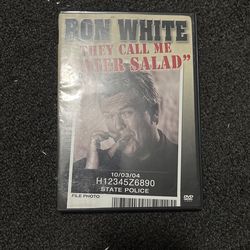 RON WHITE
"THEY CALL ME
TATER SALAD"
10/03/04
H12345Z6890
STATE POLICE
FILE PHOTO
DVD